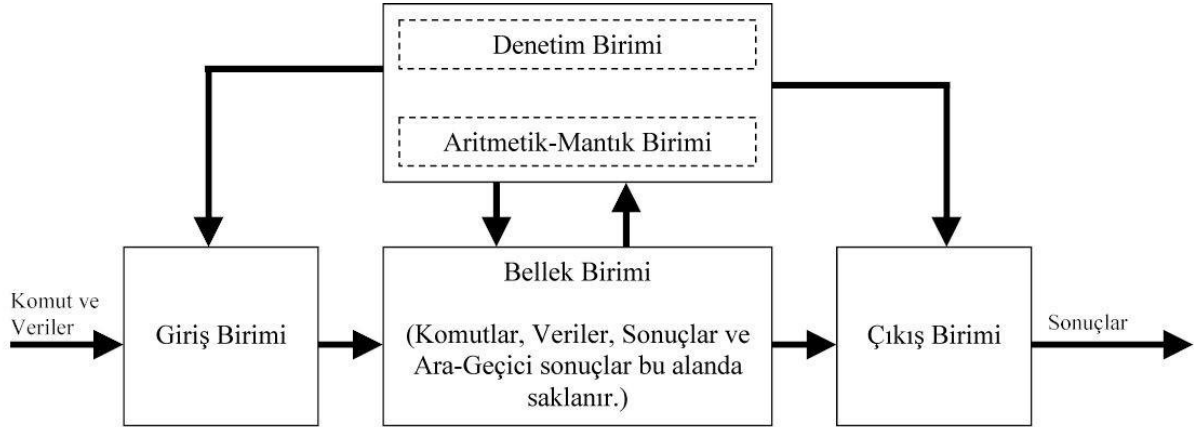 Denetim Birimi
Aritmetik-Mantık Birimi
Komut ve
Veriler
Giriş Birimi
Bellek Birimi
(Komutlar, Veriler, Sonuçlar ve
Ara-Geçici sonuçlar bu alanda
saklanır.)
Çıkış Birimi
Sonuçlar